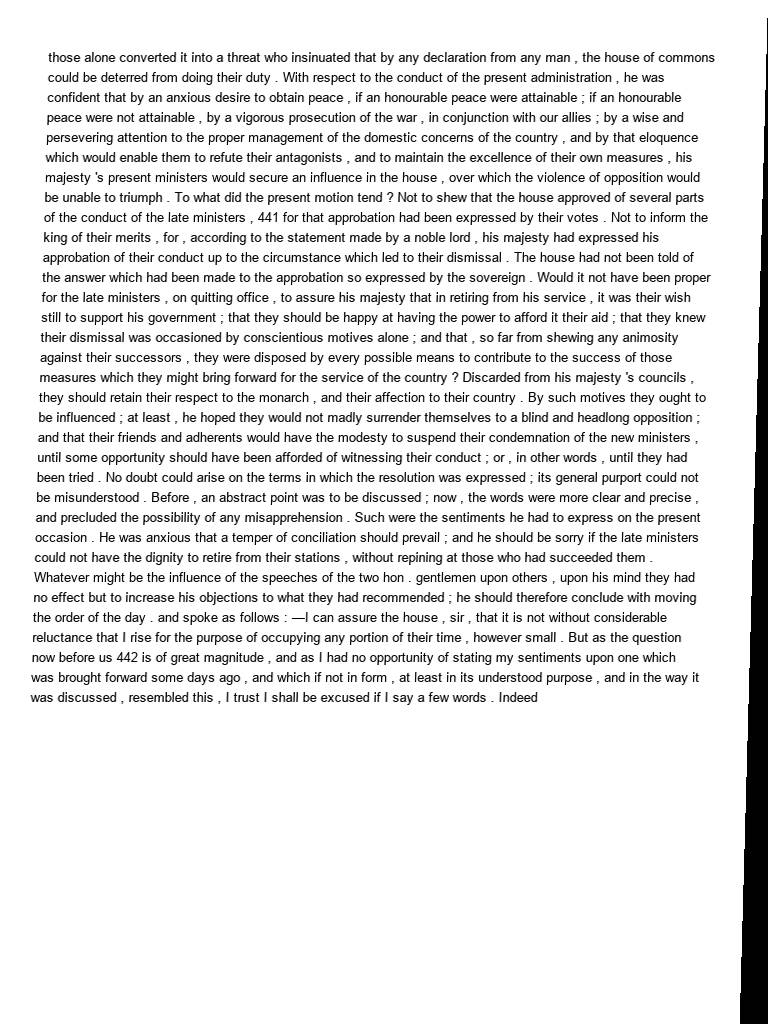 those alone converted it into a threat who insinuated that by any declaration from any man , the house of commons
could be deterred from doing their duty . With respect to the conduct of the present administration , he was
confident that by an anxious desire to obtain peace , if an honourable peace were attainable ; if an honourable
peace were not attainable , by a vigorous prosecution of the war , in conjunction with our allies ; by a wise and
persevering attention to the proper management of the domestic concerns of the country , and by that eloquence
which would enable them to refute their antagonists , and to maintain the excellence of their own measures , his
majesty 's present ministers would secure an influence in the house , over which the violence of opposition would
be unable to triumph . To what did the present motion tend ? Not to shew that the house approved of several parts
of the conduct of the late ministers , 441 for that approbation had been expressed by their votes . Not to inform the
king of their merits , for , according to the statement made by a noble lord , his majesty had expressed his
approbation of their conduct up to the circumstance which led to their dismissal . The house had not been told of
the answer which had been made to the approbation so expressed by the sovereign . Would it not have been proper
for the late ministers , on quitting office , to assure his majesty that in retiring from his service , it was their wish
still to support his government ; that they should be happy at having the power to afford it their aid ; that they knew
their dismissal was occasioned by conscientious motives alone ; and that , so far from shewing any animosity
against their successors , they were disposed by every possible means to contribute to the success of those
measures which they might bring forward for the service of the country ? Discarded from his majesty 's councils ,
they should retain their respect to the monarch , and their affection to their country . By such motives they ought to
be influenced ; at least , he hoped they would not madly surrender themselves to a blind and headlong opposition ;
and that their friends and adherents would have the modesty to suspend their condemnation of the new ministers ,
until some opportunity should have been afforded of witnessing their conduct ; or , in other words , until they had
been tried . No doubt could arise on the terms in which the resolution was expressed ; its general purport could not
be misunderstood . Before , an abstract point was to be discussed ; now , the words were more clear and precise ,
and precluded the possibility of any misapprehension . Such were the sentiments he had to express on the present
occasion . He was anxious that a temper of conciliation should prevail ; and he should be sorry if the late ministers
could not have the dignity to retire from their stations , without repining at those who had succeeded them .
Whatever might be the influence of the speeches of the two hon . gentlemen upon others , upon his mind they had
no effect but to increase his objections to what they had recommended ; he should therefore conclude with moving
the order of the day . and spoke as follows : —I can assure the house , sir , that it is not without considerable
reluctance that I rise for the purpose of occupying any portion of their time , however small . But as the question
now before us 442 is of great magnitude , and as I had no opportunity of stating my sentiments upon one which
was brought forward some days ago , and which if not in form , at least in its understood purpose , and in the way it
was discussed , resembled this , I trust I shall be excused if I say a few words . Indeed